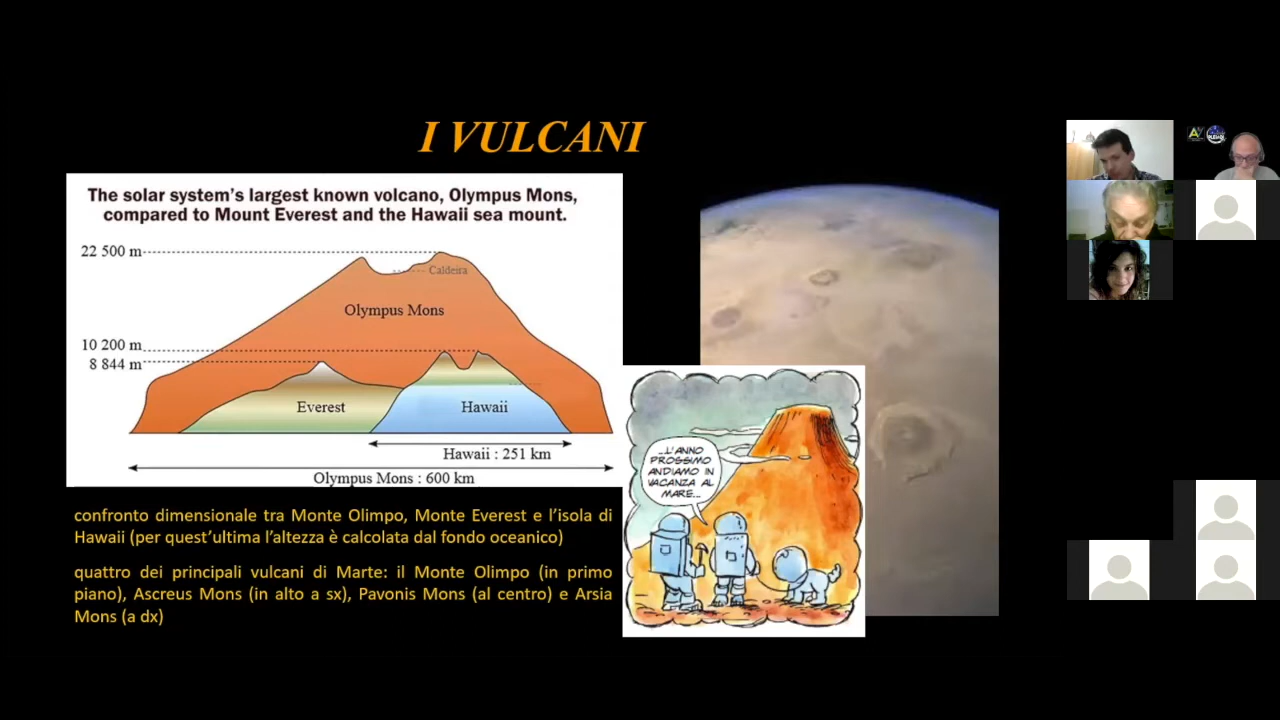 I VULCANI
The solar system's largest known volcano, Olympus Mons,
compared to Mount Everest and the Hawaii sea mount.
22 500 m
Caldeira
Olympus Mons
10 200 m
8 844 m
Everest
Hawaii
Hawaii : 251 km
Olympus Mons : 600 km
...L'ANNO
PROSSIMO
ANDIAMO IN
VACANZA AL
MARE...
confronto dimensionale tra Monte Olimpo, Monte Everest e l'isola di
Hawaii (per quest'ultima l'altezza è calcolata dal fondo oceanico)
quattro dei principali vulcani di Marte: il Monte Olimpo (in primo
piano), Ascreus Mons (in alto a sx), Pavonis Mons (al centro) e Arsia
Mons (a dx)